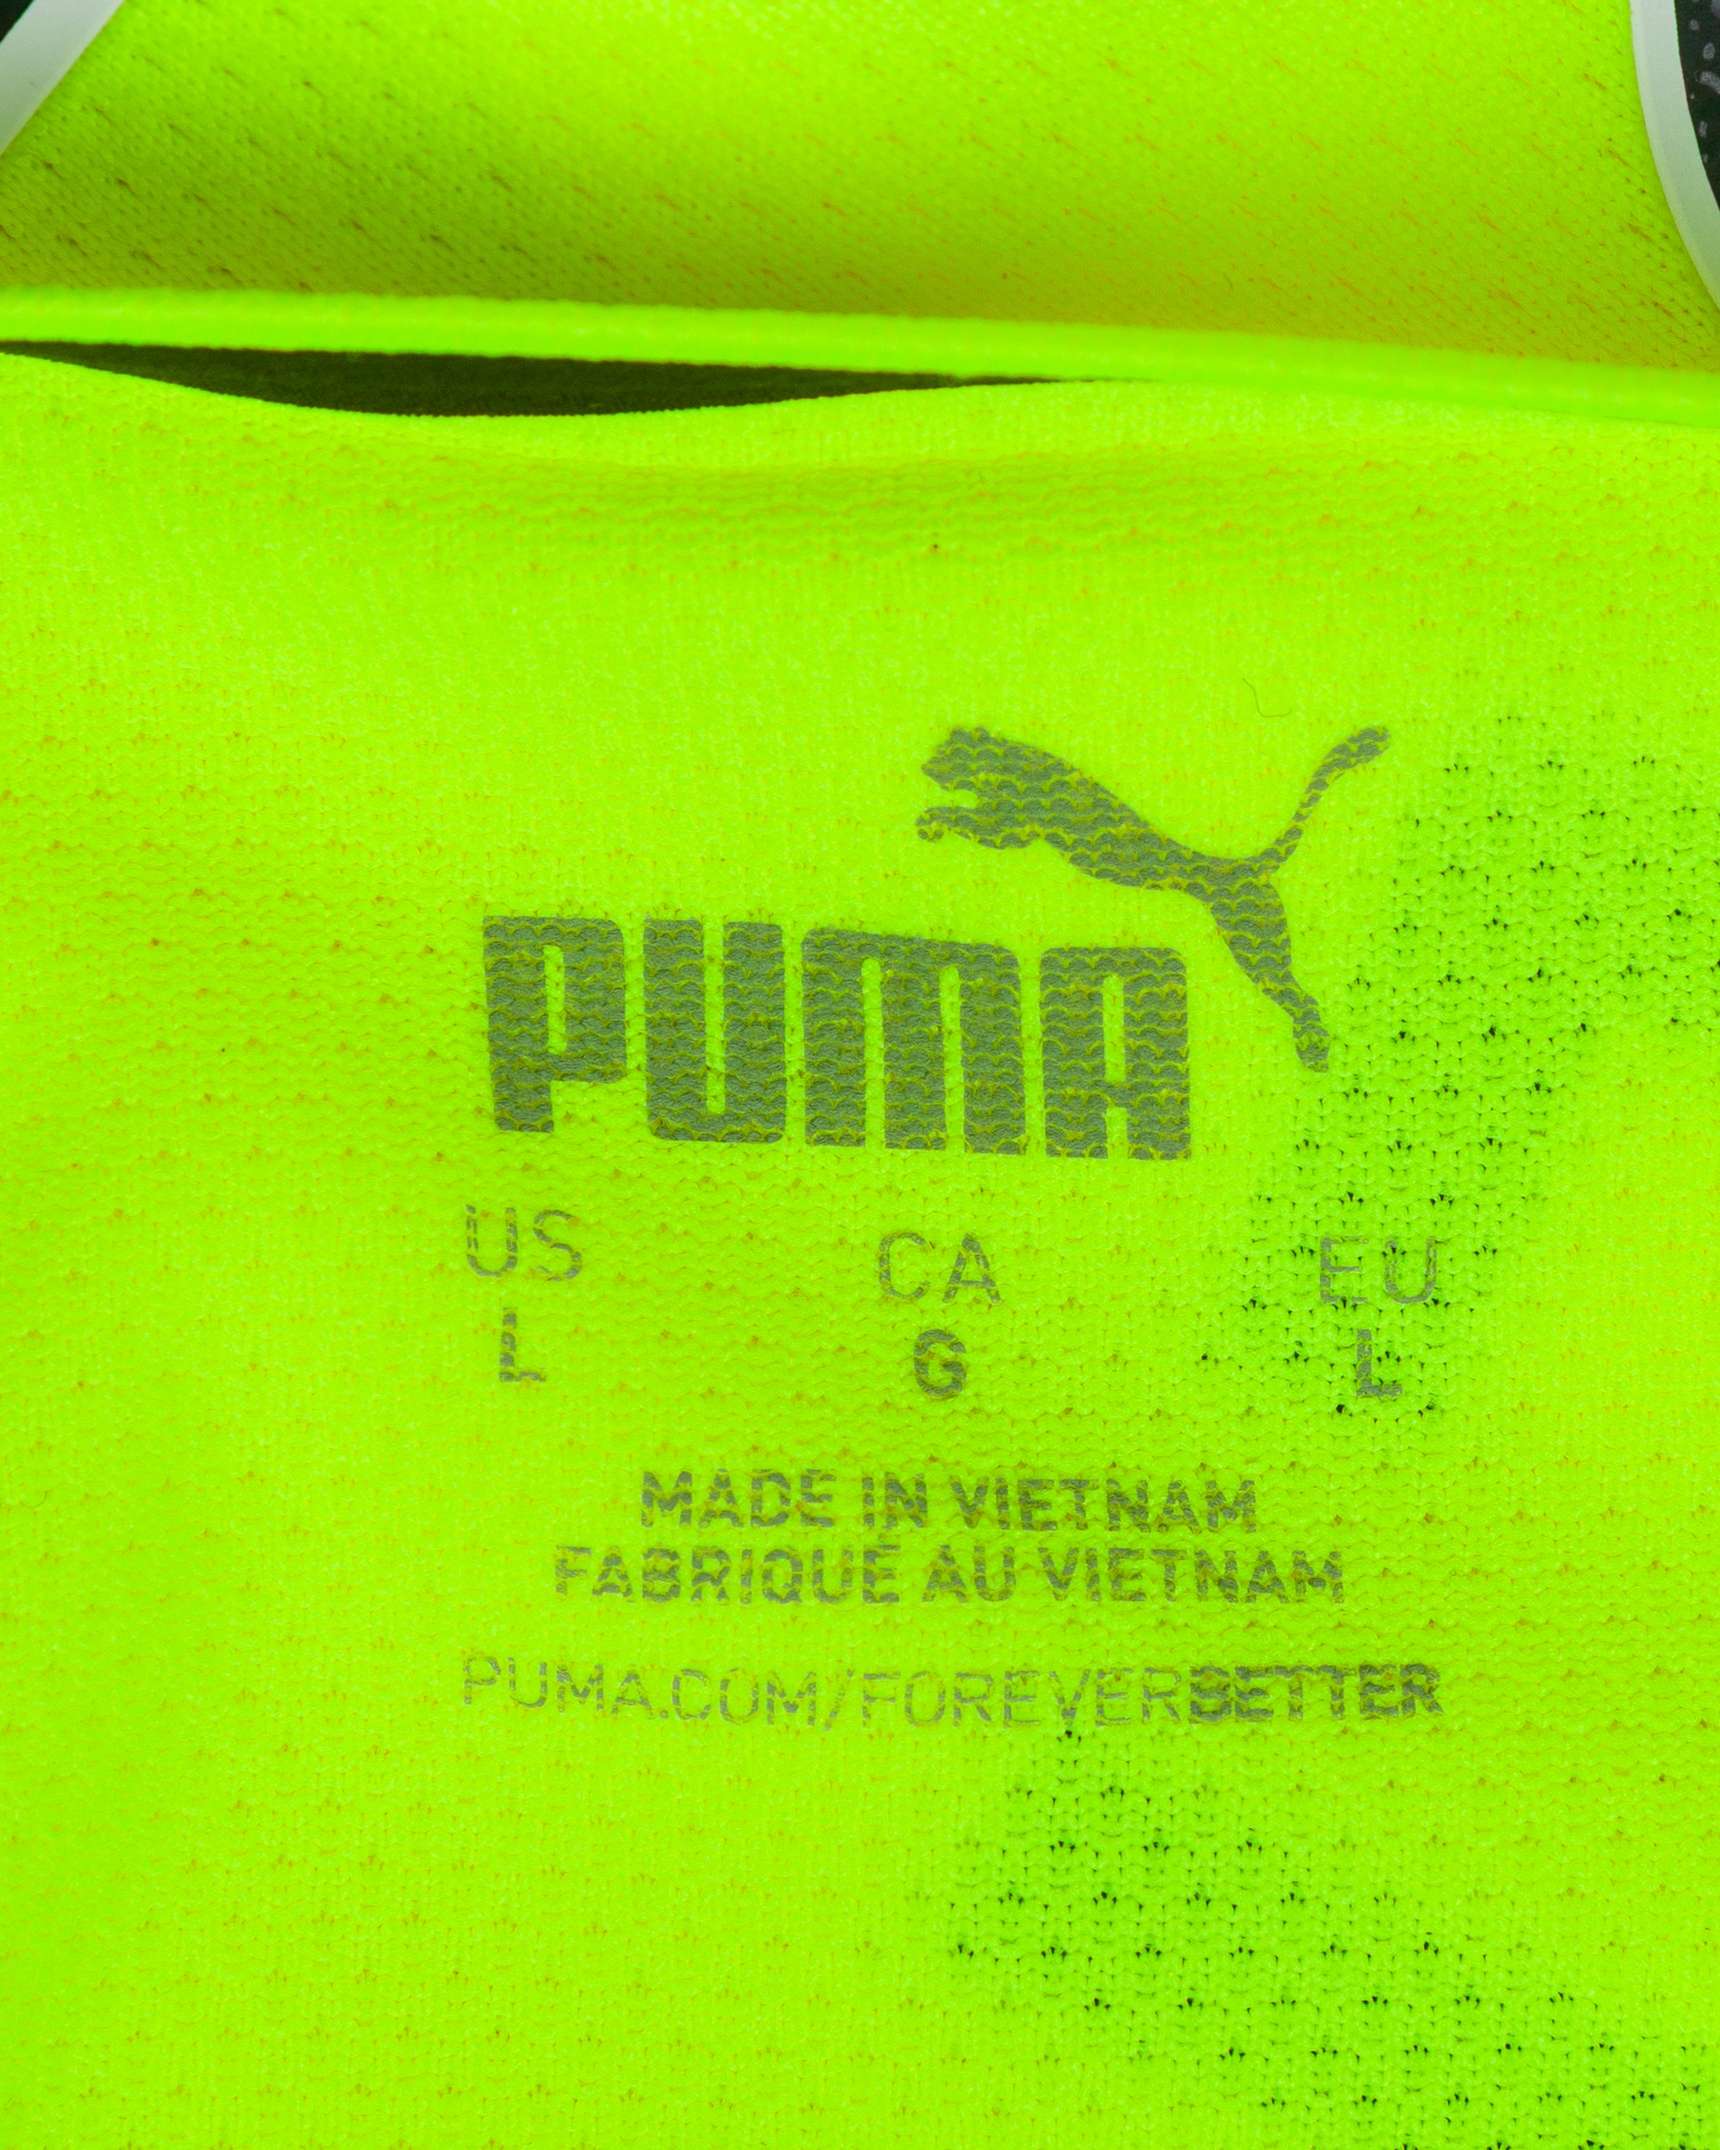 PUMA
US CA EU
L G L
MADE IN VIETNAM
FABRIQUÉ AU VIETNAM
PUMA.COM/FOREVERBETTER